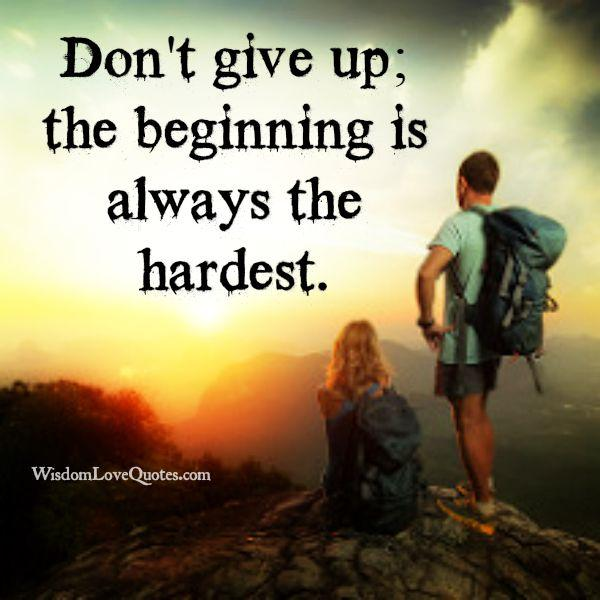 Don't give up;
the beginning is
always the
hardest.
WisdomLoveQuotes.com